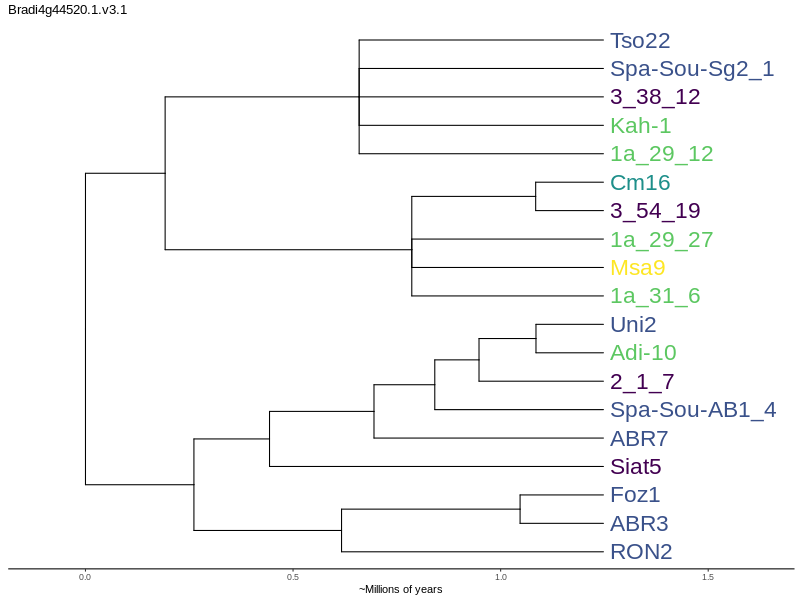 Bradi4g44520.1.v3.1
Tso22
Spa-Sou-Sg2_1
3_38_12
Kah-1
1a_29_12
Cm16
3_54_19
1a_29_27
Msa9
1a_31_6
Uni2
Adi-10
2_1_7
Spa-Sou-AB1_4
ABR7
Siat5
Foz1
ABR3
RON2
0.0 0.5 1.0 1.5
~Millions of years